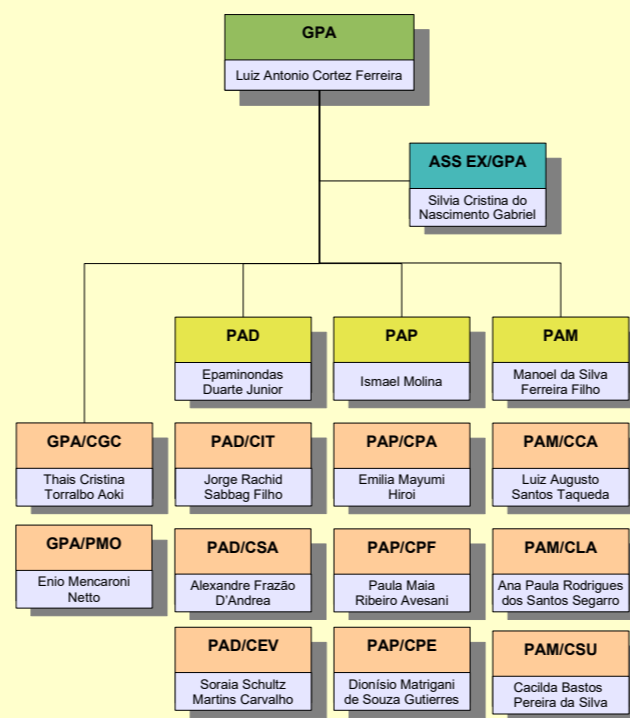 GPA
Luiz Antonio Cortez Ferreira
ASS EX/GPA
Silvia Cristina do
Nascimento Gabriel
PAD
Epaminondas
Duarte Junior
PAP
Ismael Molina
PAM
Manoel da Silva
Ferreira Filho
GPA/CGC
Thais Cristina
Torralbo Aoki
PAD/CIT
Jorge Rachid
Sabbag Filho
PAP/CPA
Emilia Mayumi
Hiroi
PAM/CCA
Luiz Augusto
Santos Taqueda
GPA/PMO
Enio Mencaroni
Netto
PAD/CSA
Alexandre Frazão
D'Andrea
PAP/CPF
Paula Maia
Ribeiro Avesani
PAM/CLA
Ana Paula Rodrigues
dos Santos Segarro
PAD/CEV
Soraia Schultz
Martins Carvalho
PAP/CPE
Dionísio Matrigani
de Souza Gutierres
PAM/CSU
Cacilda Bastos
Pereira da Silva